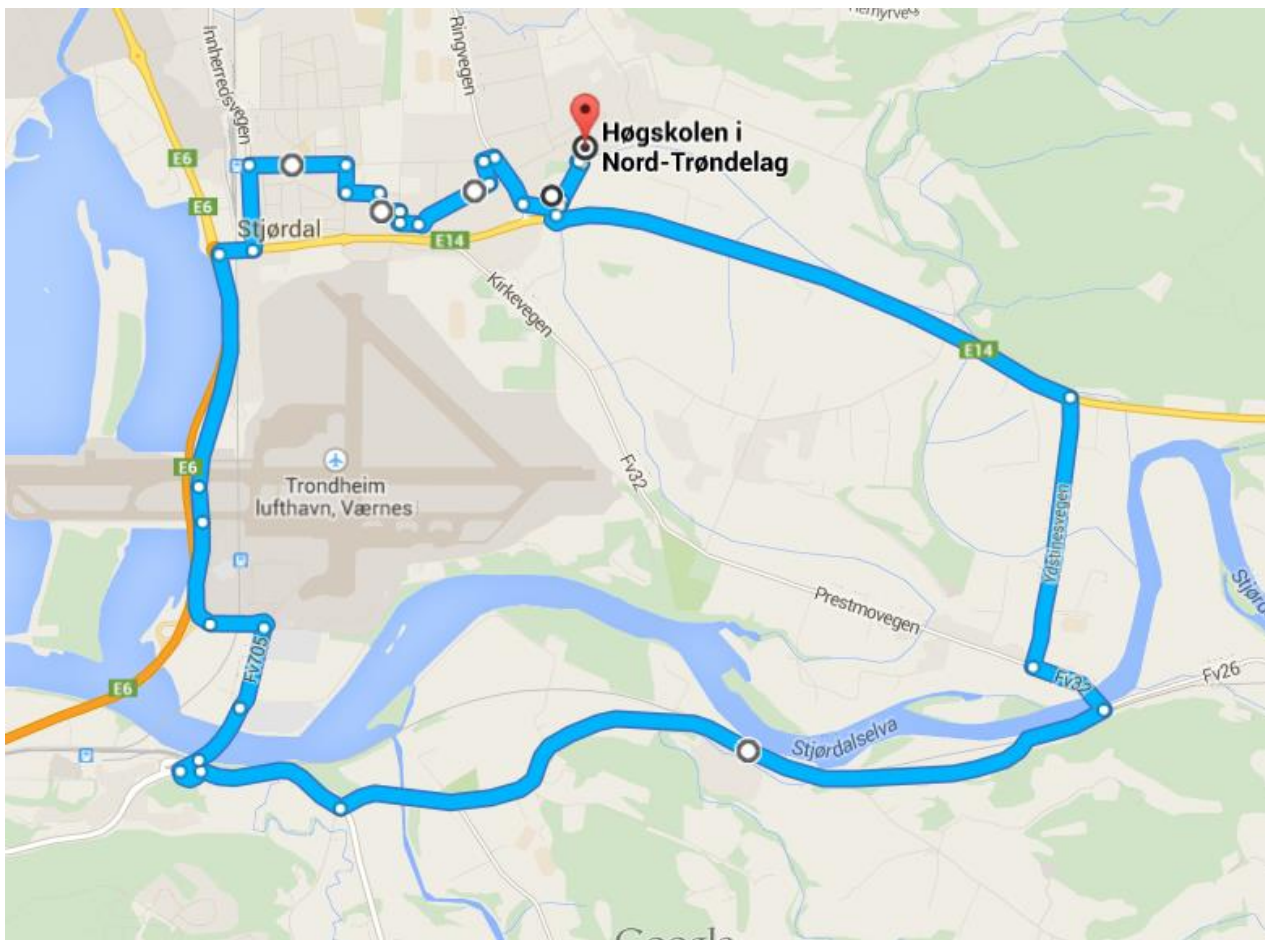 Innherredsvegen
Ringvegen
Høgskolen i
Nord-Trøndelag
E6
E6
Stjørdal
E14
Kirkevegen
E14
E6
Trondheim
lufthavn, Værnes
Fv32
Ydstinesvegen
Prestmovegen
Fv705
Fv32
Fv26
E6
Stjørdalselva
Google